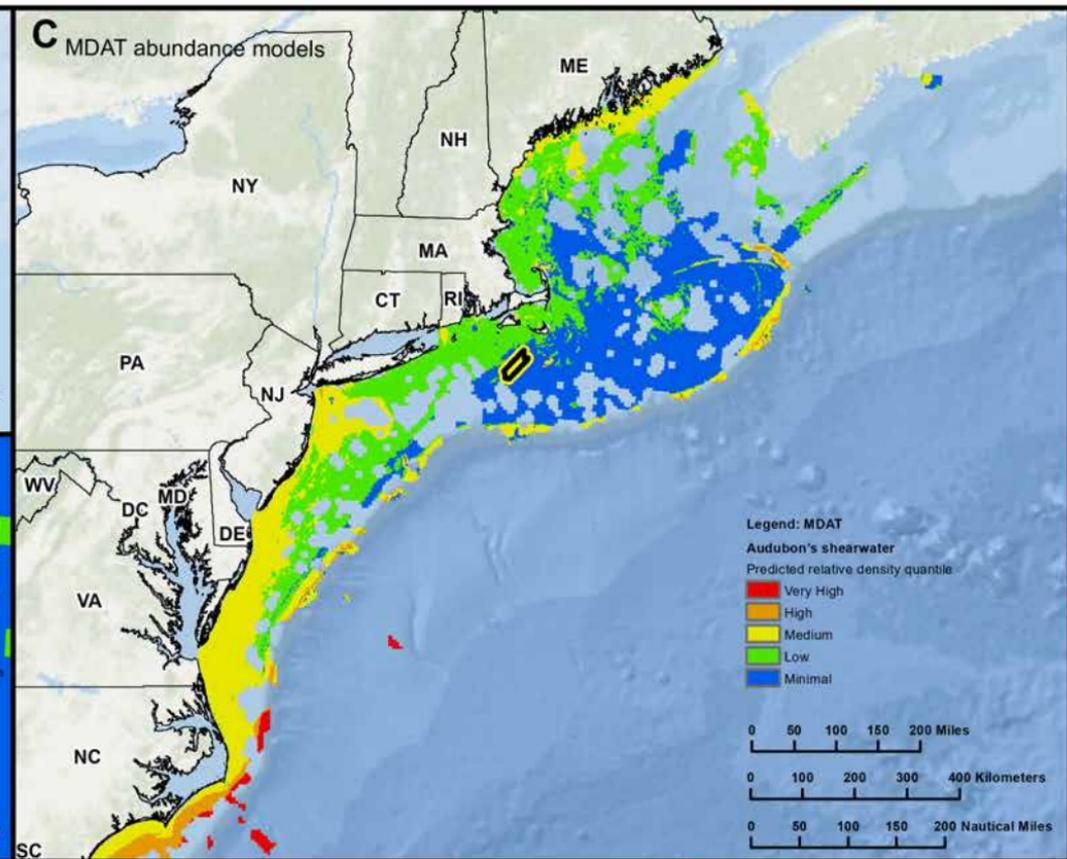 C MDAT abundance models
ME
NH
NY
MA
CT
RI
PA
NJ
WV
MD
DC
DE
VA
NC
SC
Legend: MDAT
Audubon's shearwater
Predicted relative density quantile
Very High
High
Medium
Low
Minimal
0 50 100 150 200 Miles
0 100 200 300 400 Kilometers
0 50 100 150 200 Nautical Miles